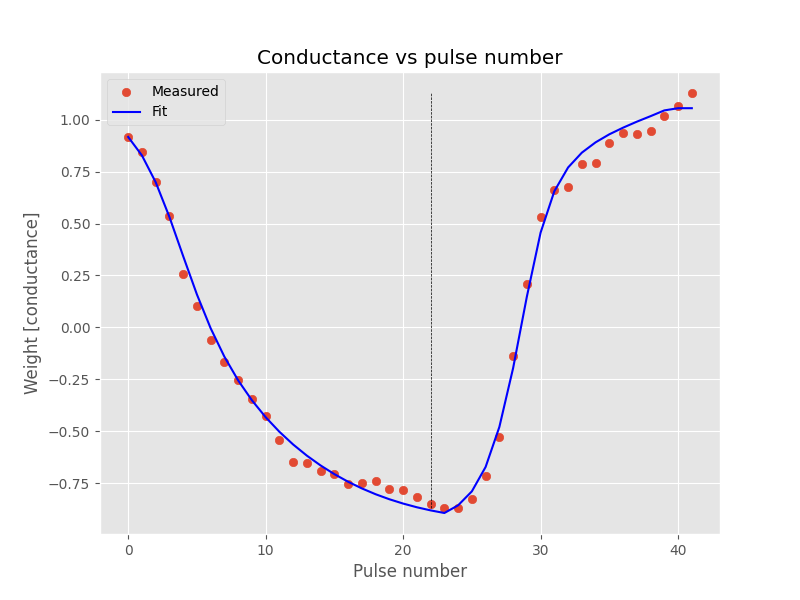 Conductance vs pulse number
Measured
Fit
1.00
0.75
0.50
0.25
0.00
−0.25
−0.50
−0.75
Weight [conductance]
0 10 20 30 40
Pulse number